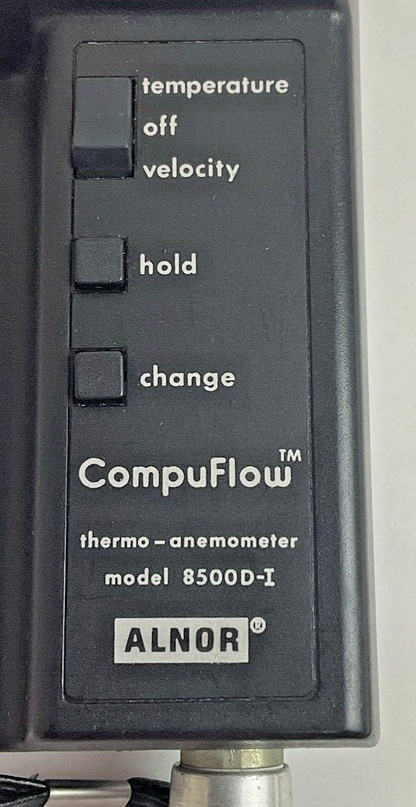 temperature
off
velocity
hold
change
CompuFlow™
thermo-anemometer
model 8500D-I
ALNOR®